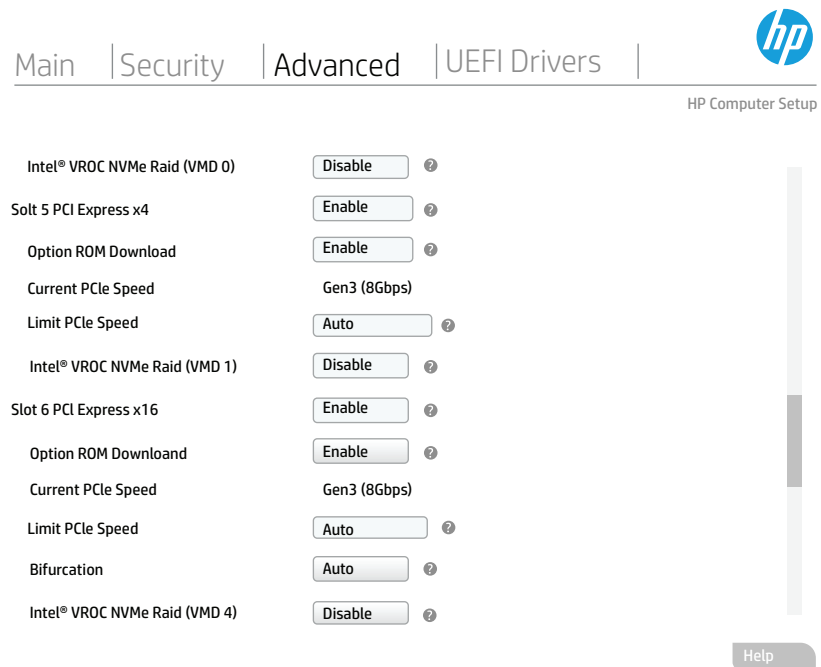 hp
Main Security Advanced UEFI Drivers
HP Computer Setup
Intel® VROC NVMe Raid (VMD 0) Disable ?
Solt 5 PCI Express x4 Enable ?
Option ROM Download Enable ?
Current PCle Speed Gen3 (8Gbps)
Limit PCle Speed Auto ?
Intel® VROC NVMe Raid (VMD 1) Disable ?
Slot 6 PCl Express x16 Enable ?
Option ROM Downloand Enable ?
Current PCle Speed Gen3 (8Gbps)
Limit PCle Speed Auto ?
Bifurcation Auto ?
Intel® VROC NVMe Raid (VMD 4) Disable ?
Help